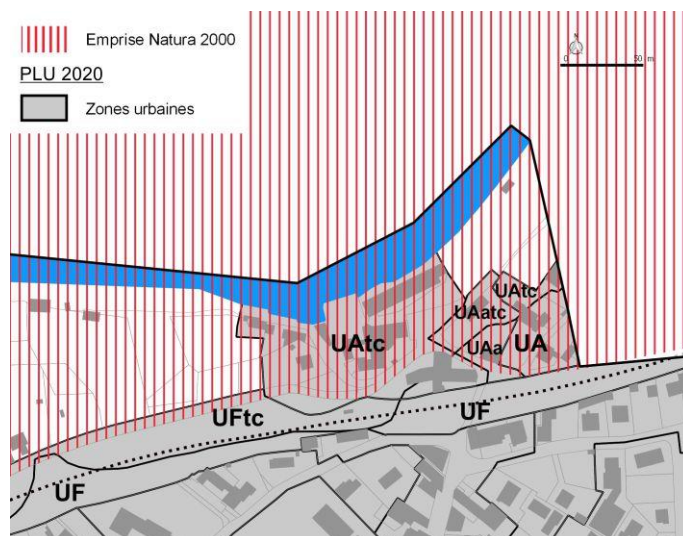 Emprise Natura 2000
PLU 2020
Zones urbaines
N
0 50 m
UAtc
UAatc
UAtc
UAa
UA
UFtc
UF
UF